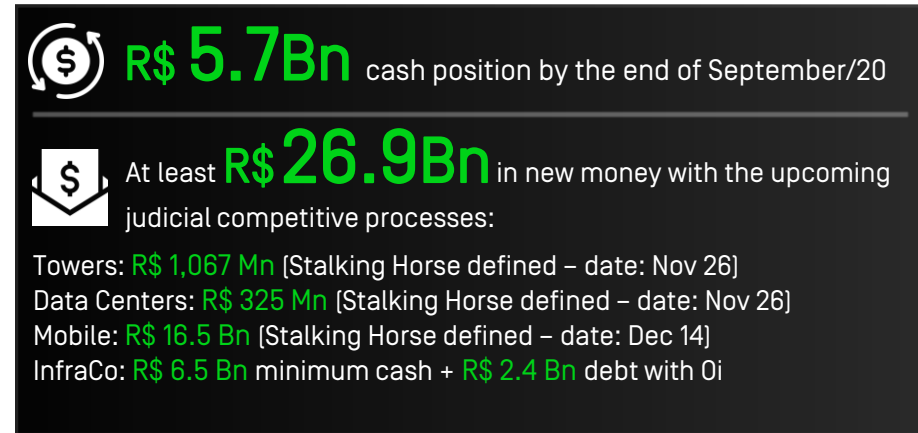 R$ 5.7Bn cash position by the end of September/20
At least R$ 26.9Bn in new money with the upcoming
judicial competitive processes:
Towers: R$ 1,067 Mn (Stalking Horse defined – date: Nov 26)
Data Centers: R$ 325 Mn (Stalking Horse defined – date: Nov 26)
Mobile: R$ 16.5 Bn (Stalking Horse defined – date: Dec 14)
InfraCo: R$ 6.5 Bn minimum cash + R$ 2.4 Bn debt with Oi